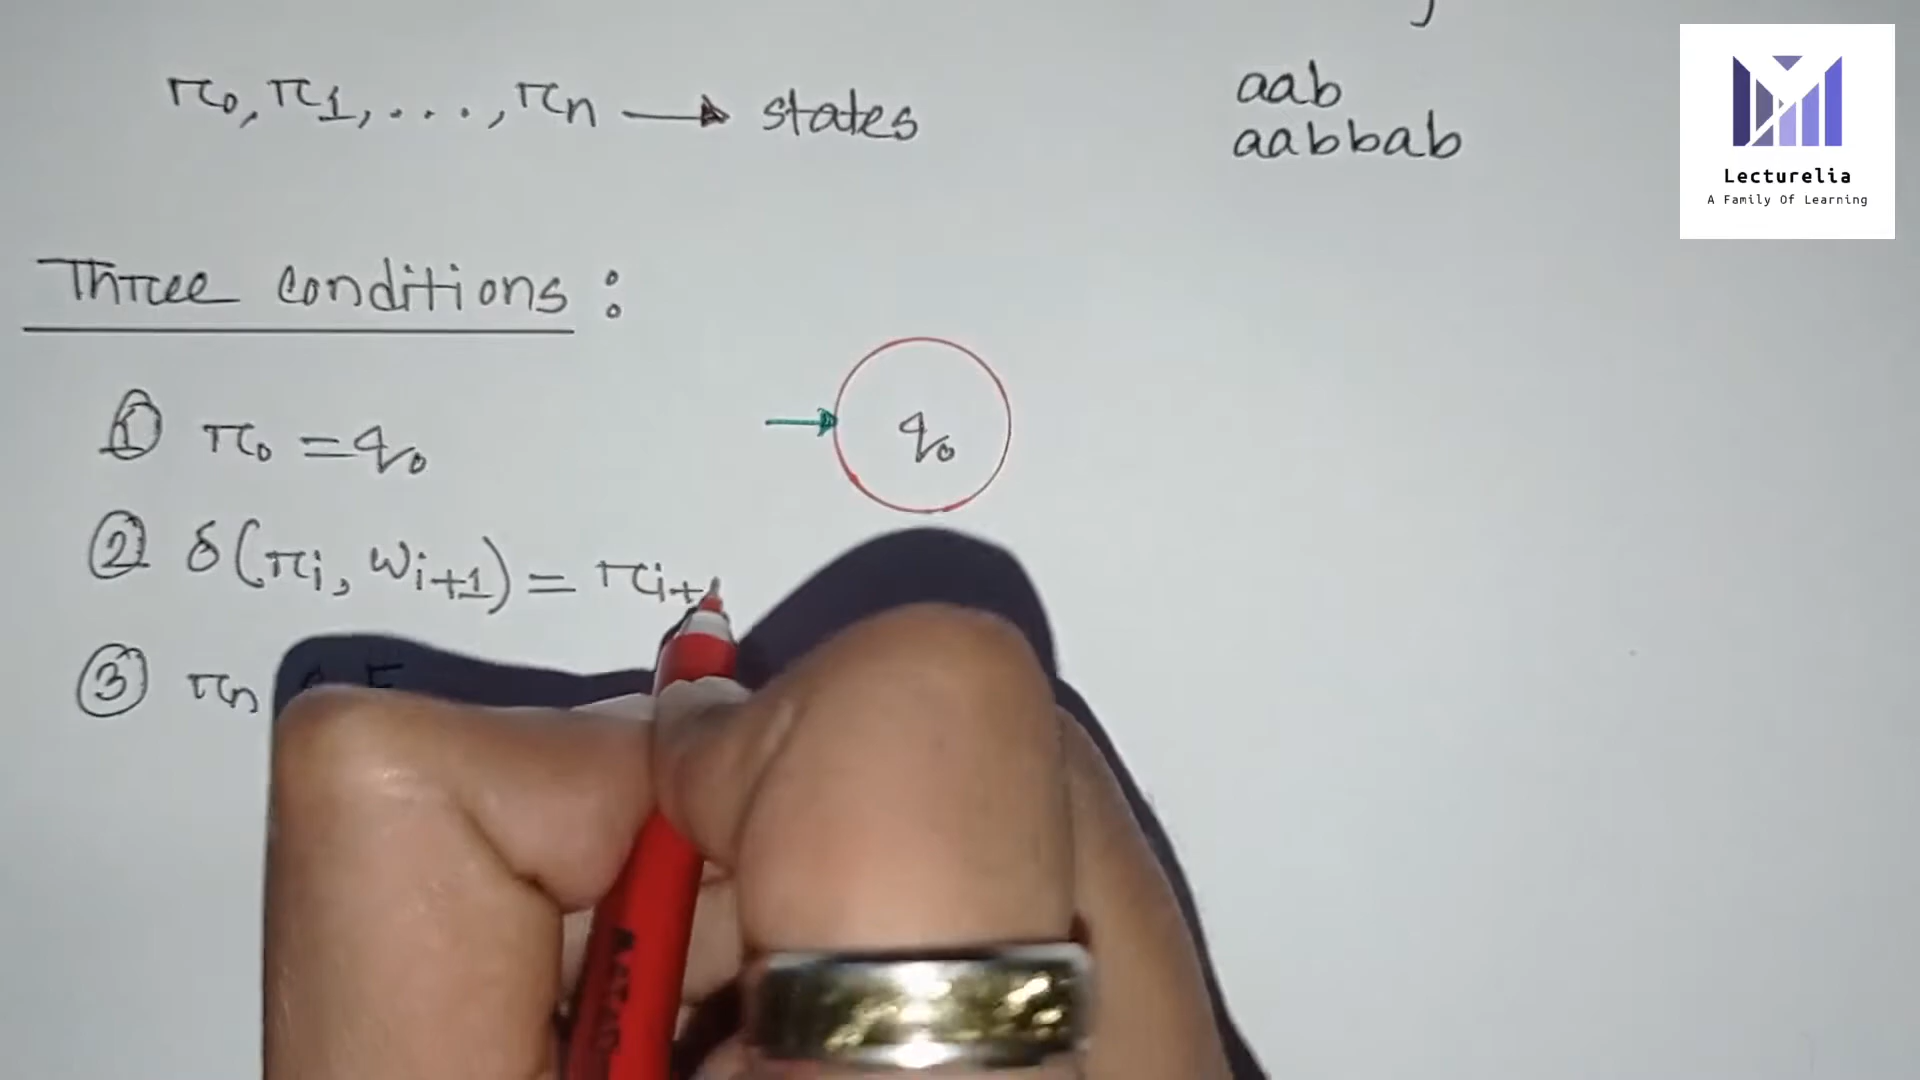 r₀, r₁, ..., rₙ → states
aab
aabbab
Lecturelia
A Family Of Learning
Three conditions :
① r₀ = q₀
q₀
② δ(rᵢ, wᵢ₊₁) = rᵢ₊
③ rₙ